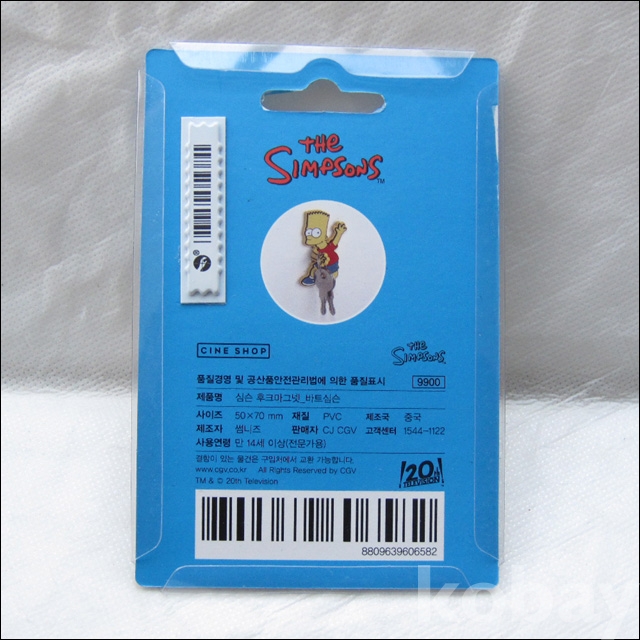 THE
SIMPSONS™
CINE SHOP
THE
SIMPSONS™
품질경영 및 공산품안전관리법에 의한 품질표시 9900
제품명 심슨 후크마그넷_바트심슨
사이즈 50×70 mm 재질 PVC 제조국 중국
제조자 썸니즈 판매자 CJ CGV 고객센터 1544-1122
사용연령 만 14세 이상(전문가용)
결함이 있는 물건은 구입처에서 교환 가능합니다.
www.cgv.co.kr All Rights Reserved by CGV
TM & © 20th Television
20th
TELEVISION
8809639606582
kobay